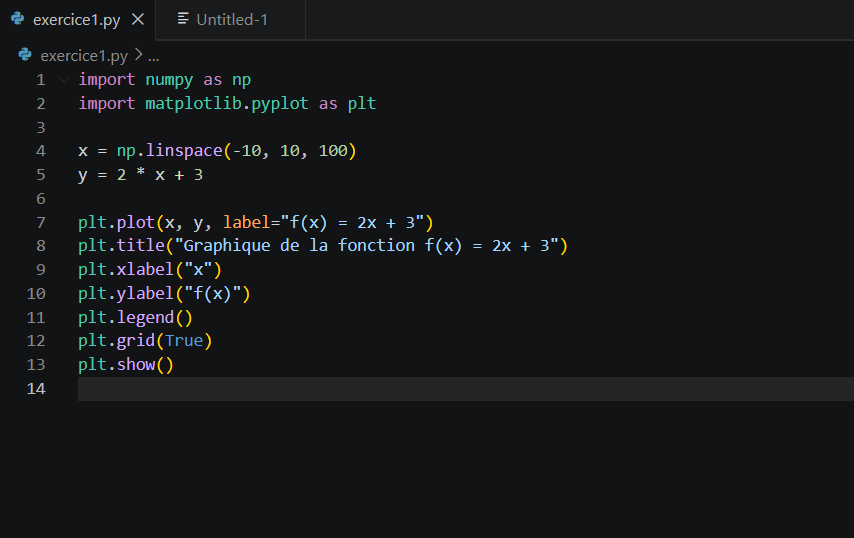 exercice1.py Untitled-1
exercice1.py > ...
1 import numpy as np
2 import matplotlib.pyplot as plt
3
4 x = np.linspace(-10, 10, 100)
5 y = 2 * x + 3
6
7 plt.plot(x, y, label="f(x) = 2x + 3")
8 plt.title("Graphique de la fonction f(x) = 2x + 3")
9 plt.xlabel("x")
10 plt.ylabel("f(x)")
11 plt.legend()
12 plt.grid(True)
13 plt.show()
14